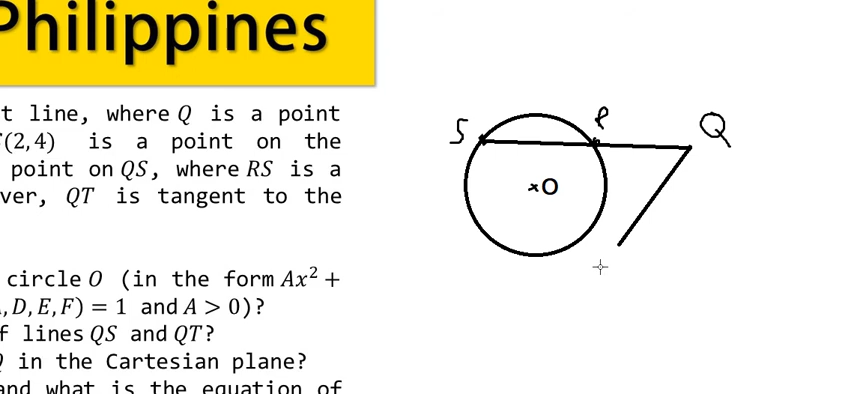 Philippines
t line, where Q is a point
(2,4) is a point on the
point on QS, where RS is a
ver, QT is tangent to the
circle O (in the form Ax² +
,D,E,F) = 1 and A > 0)?
f lines QS and QT?
in the Cartesian plane?
and what is the equation of
S
Q
O